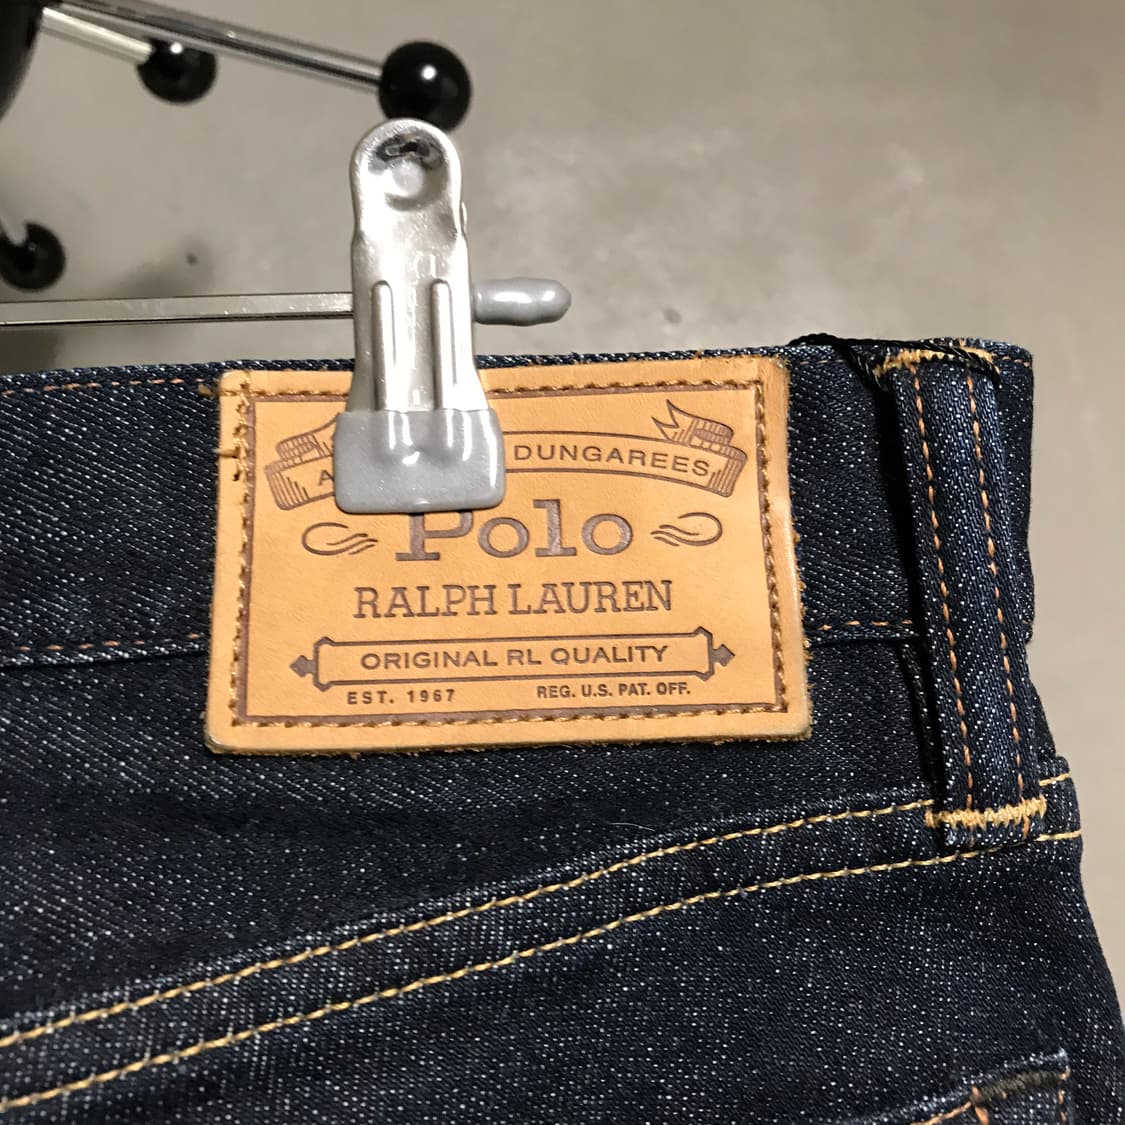 DUNGAREES
Polo
RALPH LAUREN
ORIGINAL RL QUALITY
EST. 1967 REG. U.S. PAT. OFF.